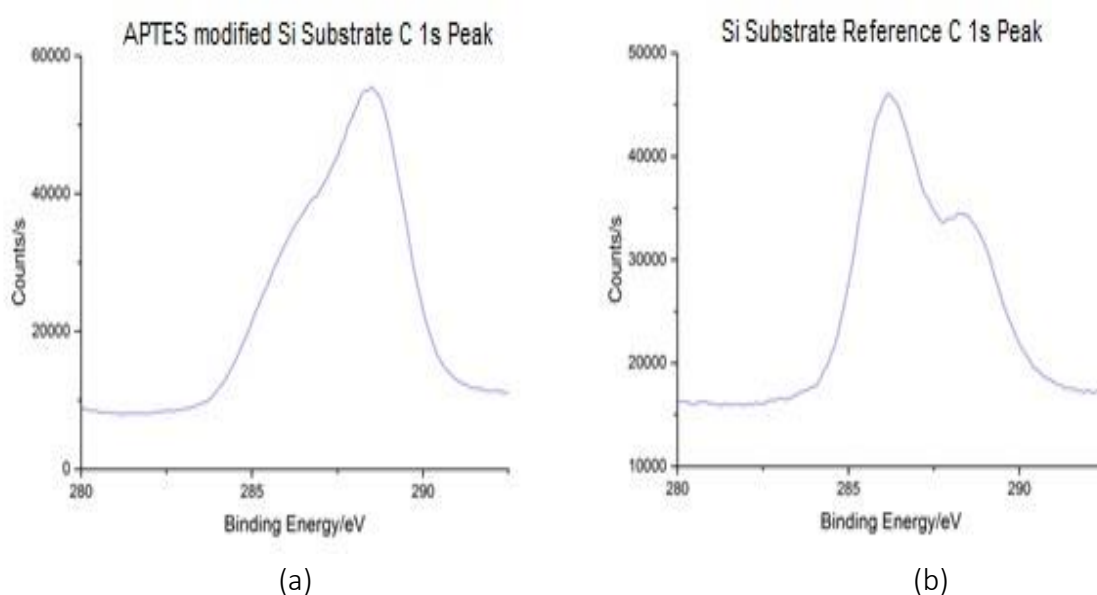 APTES modified Si Substrate C 1s Peak
60000
40000
20000
0
Counts/s
280
285
290
Binding Energy/eV
(a)
Si Substrate Reference C 1s Peak
50000
40000
30000
20000
10000
Counts/s
280
285
290
Binding Energy/eV
(b)